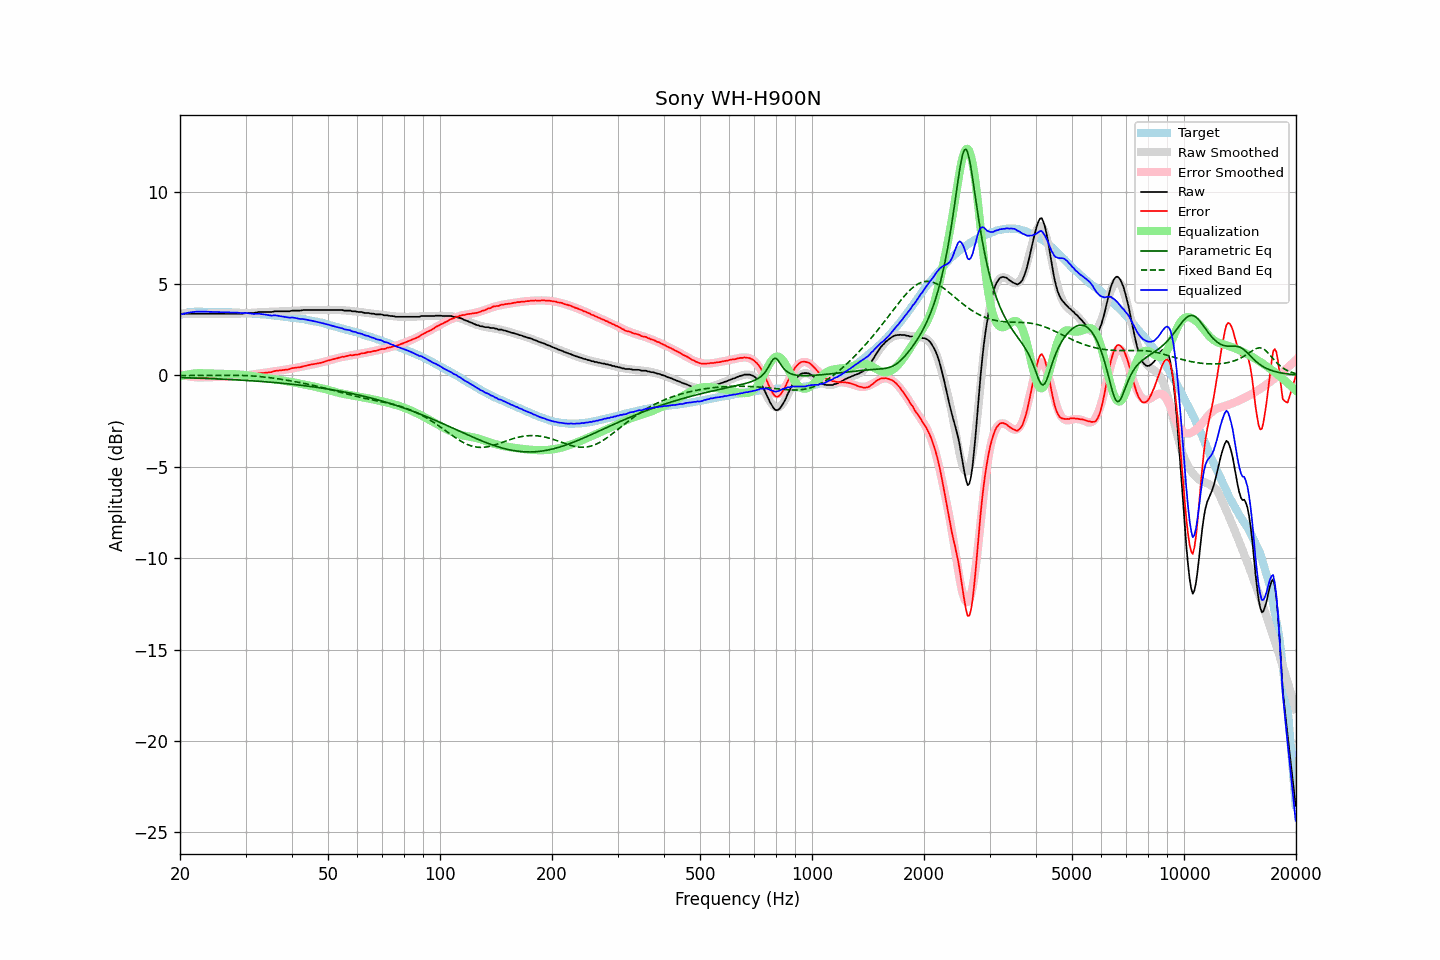 Sony WH-H900N
Target
Raw Smoothed
Error Smoothed
Raw
Error
Equalization
Parametric Eq
Fixed Band Eq
Equalized
10
5
0
−5
−10
−15
−20
−25
Amplitude (dBr)
20 50 100 200 500 1000 2000 5000 10000 20000
Frequency (Hz)